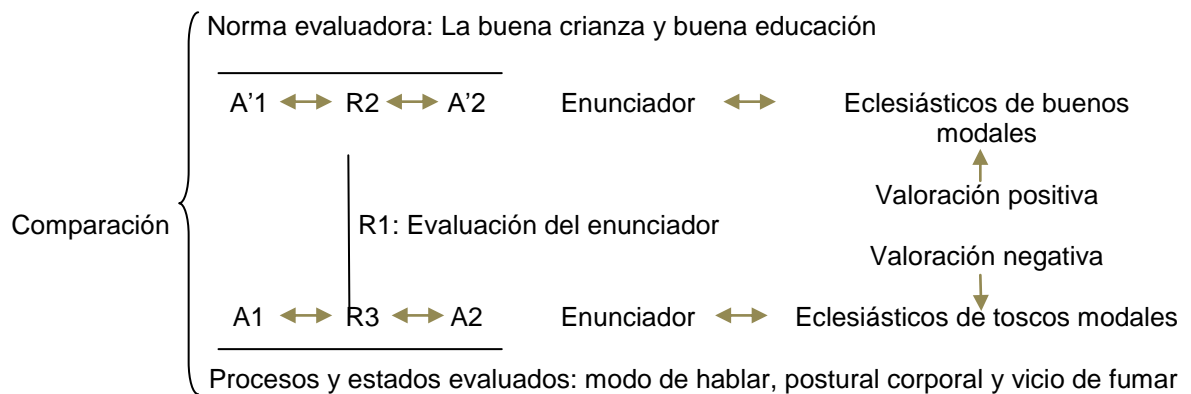 Norma evaluadora: La buena crianza y buena educación
A’1 R2 A’2 Enunciador Eclesiásticos de buenos
modales
Valoración positiva
Comparación R1: Evaluación del enunciador
Valoración negativa
A1 R3 A2 Enunciador Eclesiásticos de toscos modales
Procesos y estados evaluados: modo de hablar, postural corporal y vicio de fumar